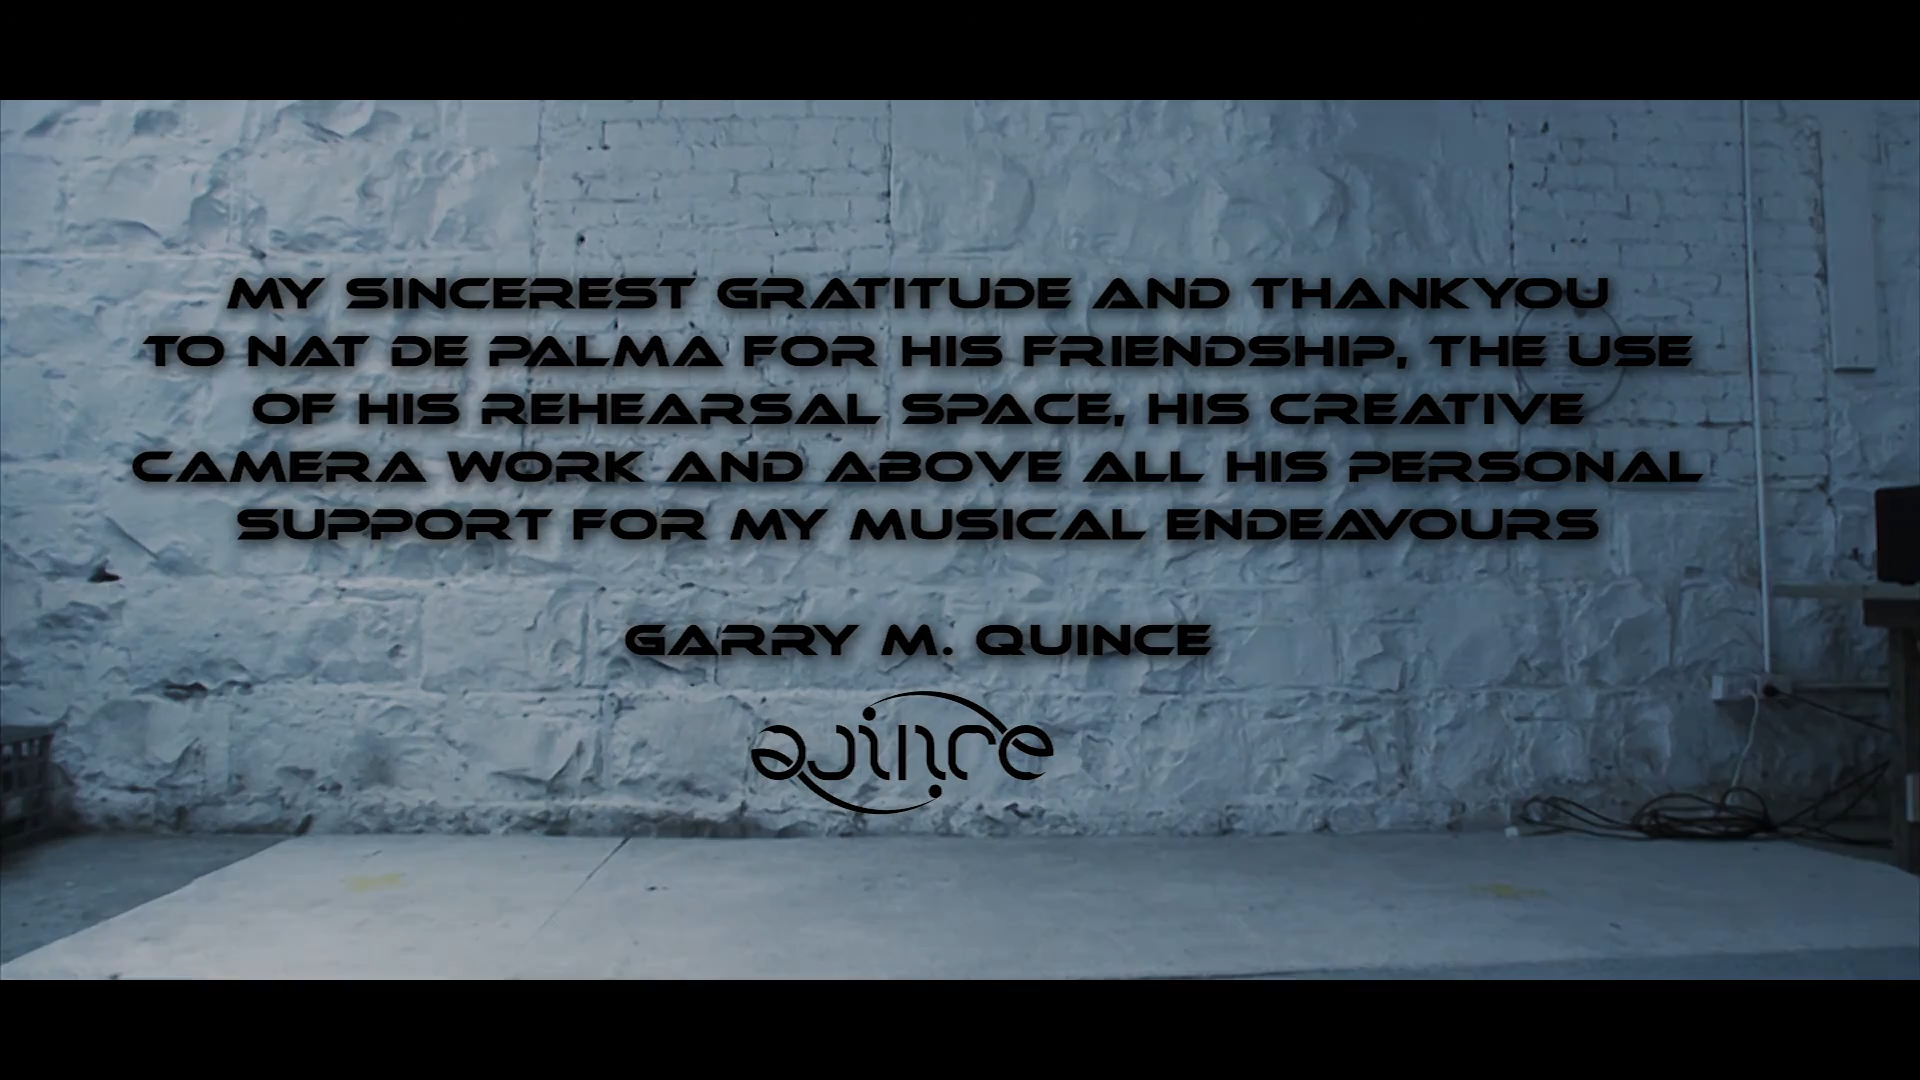 MY SINCEREST GRATITUDE AND THANKYOU
TO NAT DE PALMA FOR HIS FRIENDSHIP, THE USE
OF HIS REHEARSAL SPACE, HIS CREATIVE
CAMERA WORK AND ABOVE ALL HIS PERSONAL
SUPPORT FOR MY MUSICAL ENDEAVOURS
GARRY M. QUINCE
quince